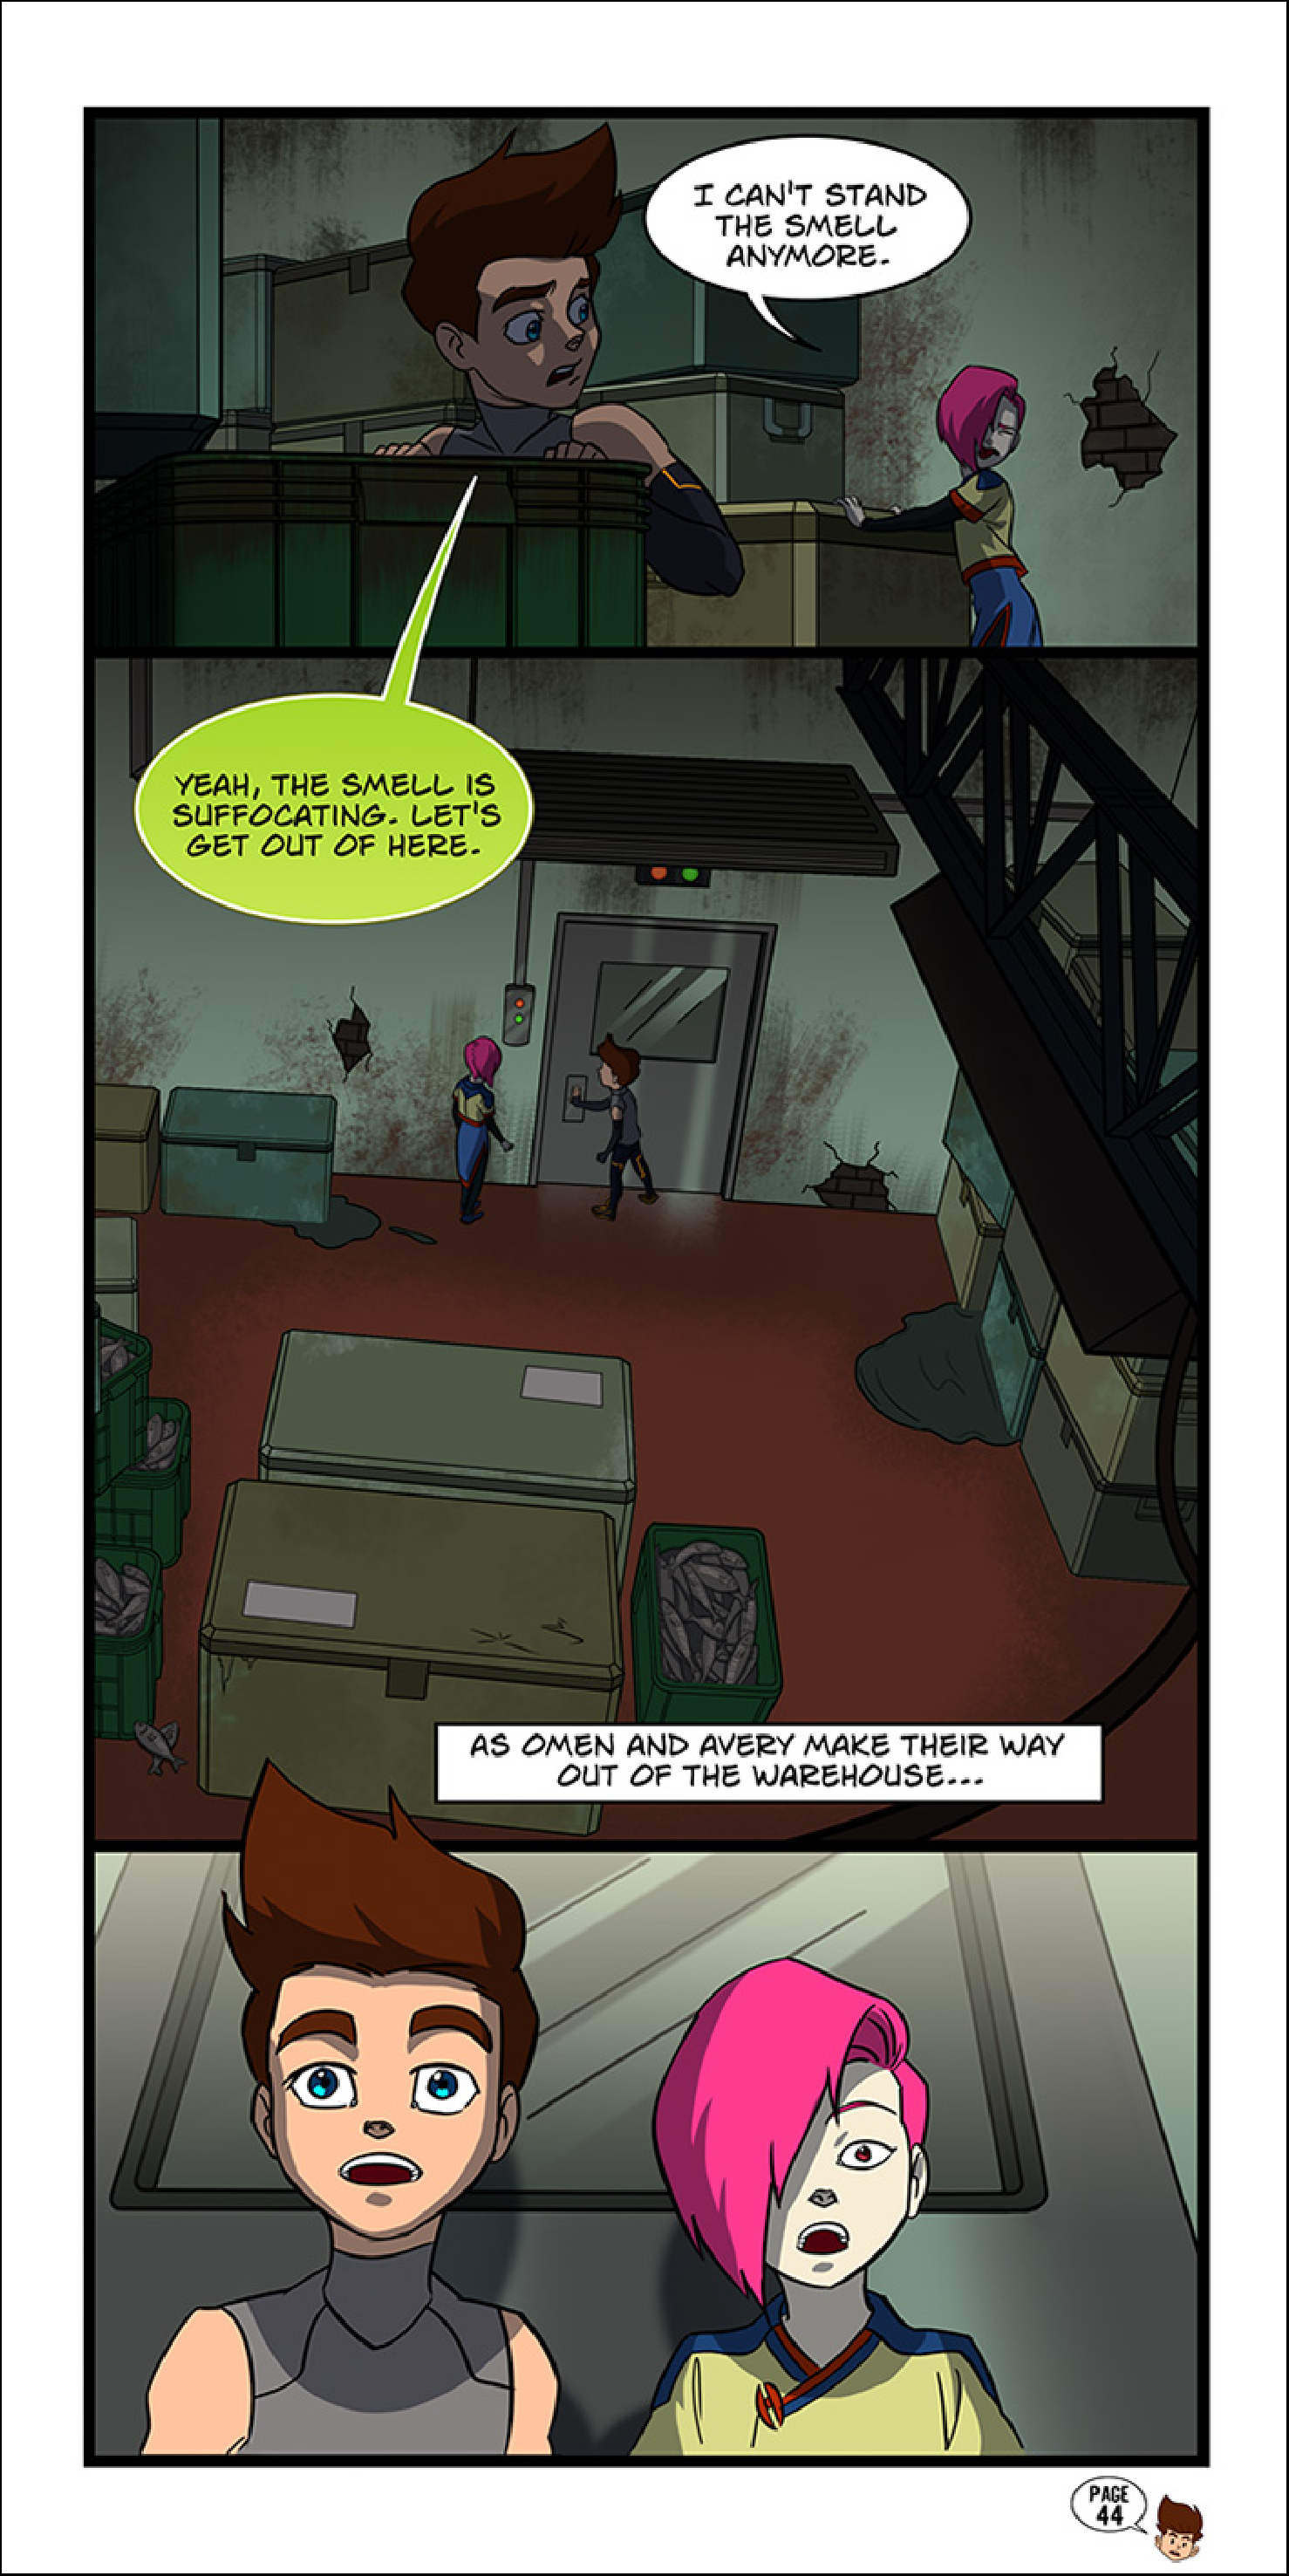 I CAN'T STAND
THE SMELL
ANYMORE.
YEAH, THE SMELL IS
SUFFOCATING. LET'S
GET OUT OF HERE.
AS OMEN AND AVERY MAKE THEIR WAY
OUT OF THE WAREHOUSE...
PAGE
44